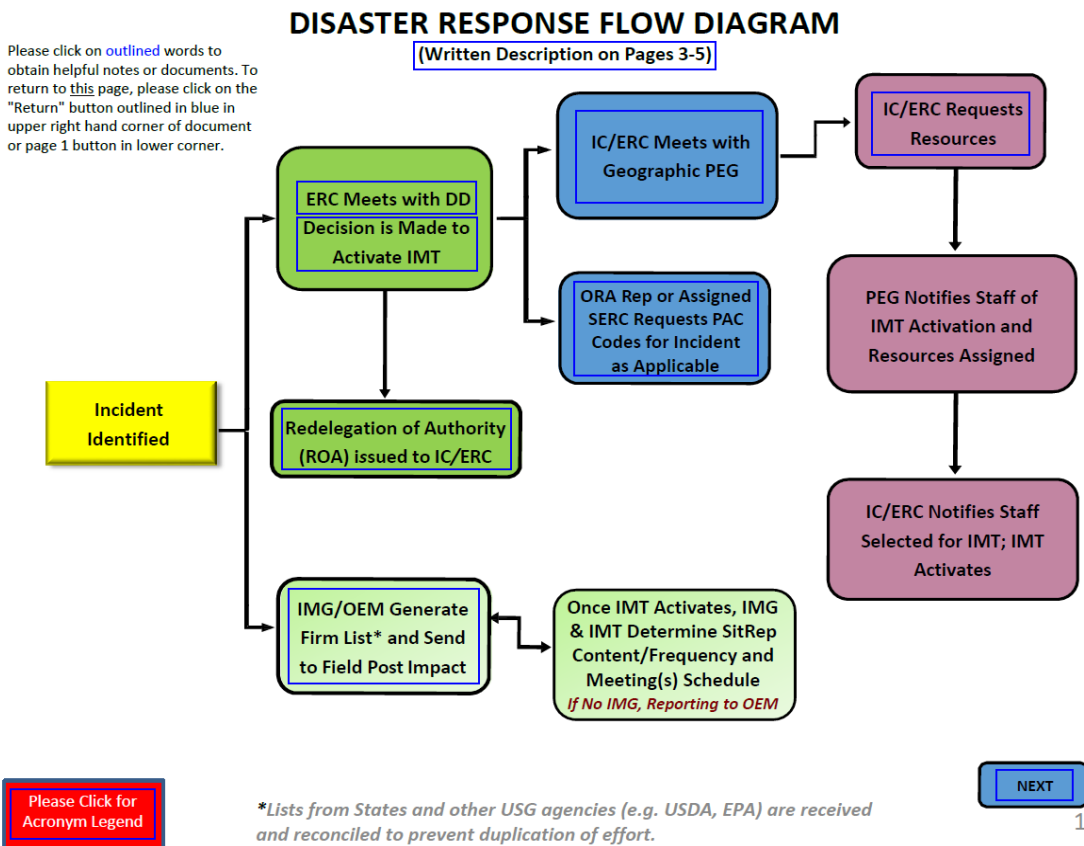 DISASTER RESPONSE FLOW DIAGRAM
(Written Description on Pages 3-5)
Please click on outlined words to
obtain helpful notes or documents. To
return to this page, please click on the
"Return" button outlined in blue in
upper right hand corner of document
or page 1 button in lower corner.
Incident
Identified
ERC Meets with DD
Decision is Made to
Activate IMT
Redelegation of Authority
(ROA) issued to IC/ERC
IC/ERC Meets with
Geographic PEG
ORA Rep or Assigned
SERC Requests PAC
Codes for Incident
as Applicable
IC/ERC Requests
Resources
PEG Notifies Staff of
IMT Activation and
Resources Assigned
IC/ERC Notifies Staff
Selected for IMT; IMT
Activates
IMG/OEM Generate
Firm List* and Send
to Field Post Impact
Once IMT Activates, IMG
& IMT Determine SitRep
Content/Frequency and
Meeting(s) Schedule
If No IMG, Reporting to OEM
Please Click for
Acronym Legend
*Lists from States and other USG agencies (e.g. USDA, EPA) are received
and reconciled to prevent duplication of effort.
NEXT
1